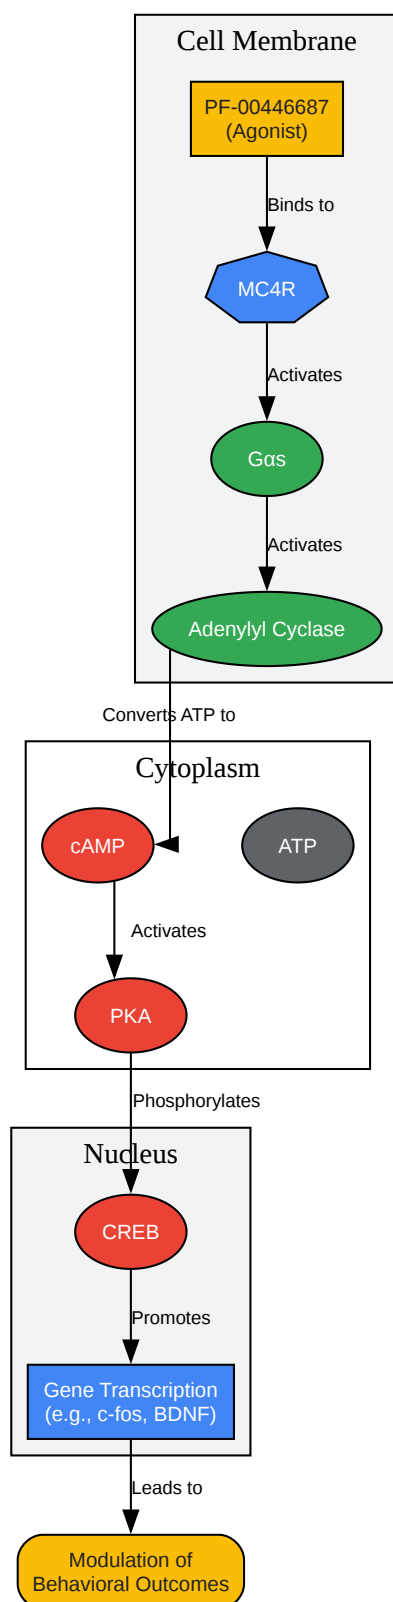 Cell Membrane
PF-00446687
(Agonist)
Binds to
MC4R
Activates
Gαs
Activates
Adenylyl Cyclase
Converts ATP to
Cytoplasm
cAMP
ATP
Activates
PKA
Phosphorylates
Nucleus
CREB
Promotes
Gene Transcription
(e.g., c-fos, BDNF)
Leads to
Modulation of
Behavioral Outcomes